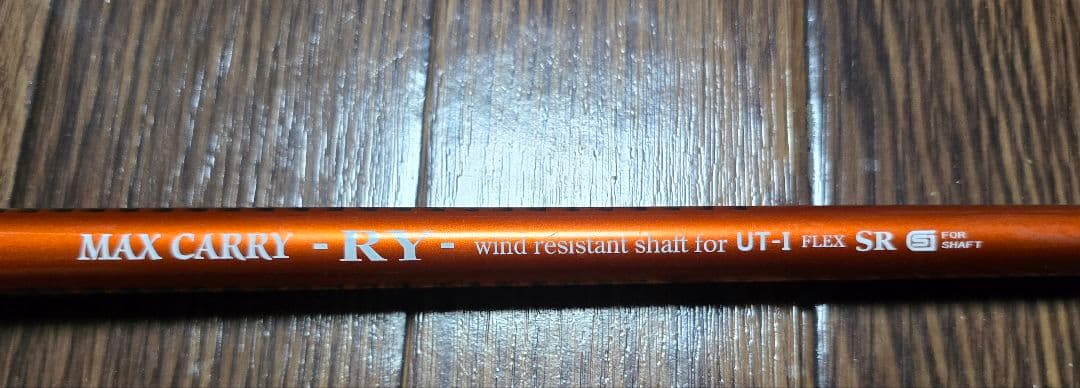 MAX CARRY - RY - wind resistant shaft for UT-I FLEX SR FOR SHAFT